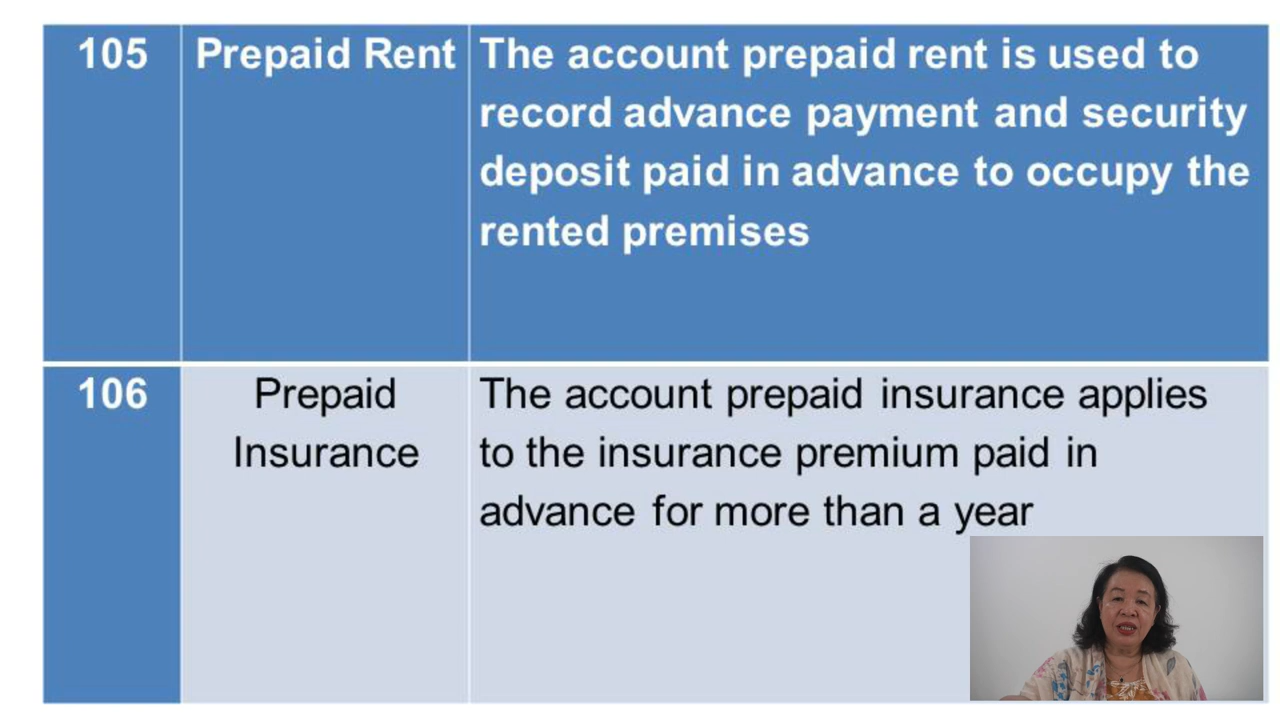 105 Prepaid Rent The account prepaid rent is used to
record advance payment and security
deposit paid in advance to occupy the
rented premises
106 Prepaid The account prepaid insurance applies
Insurance to the insurance premium paid in
advance for more than a year